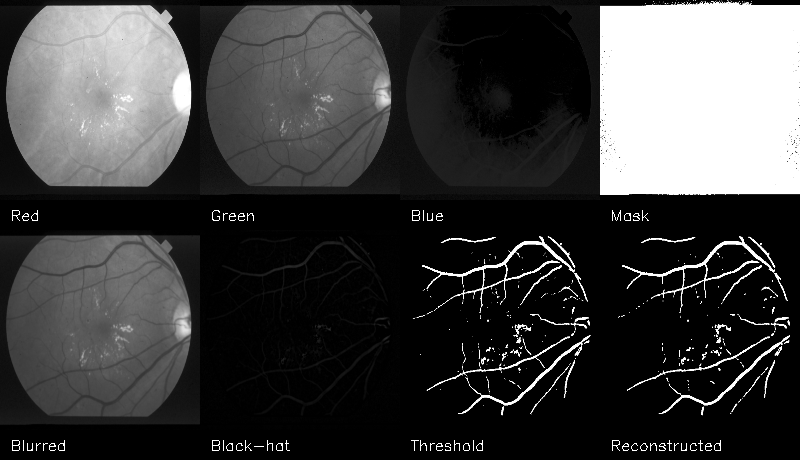 Red
Green
Blue
Mask
Blurred
Black-hat
Threshold
Reconstructed